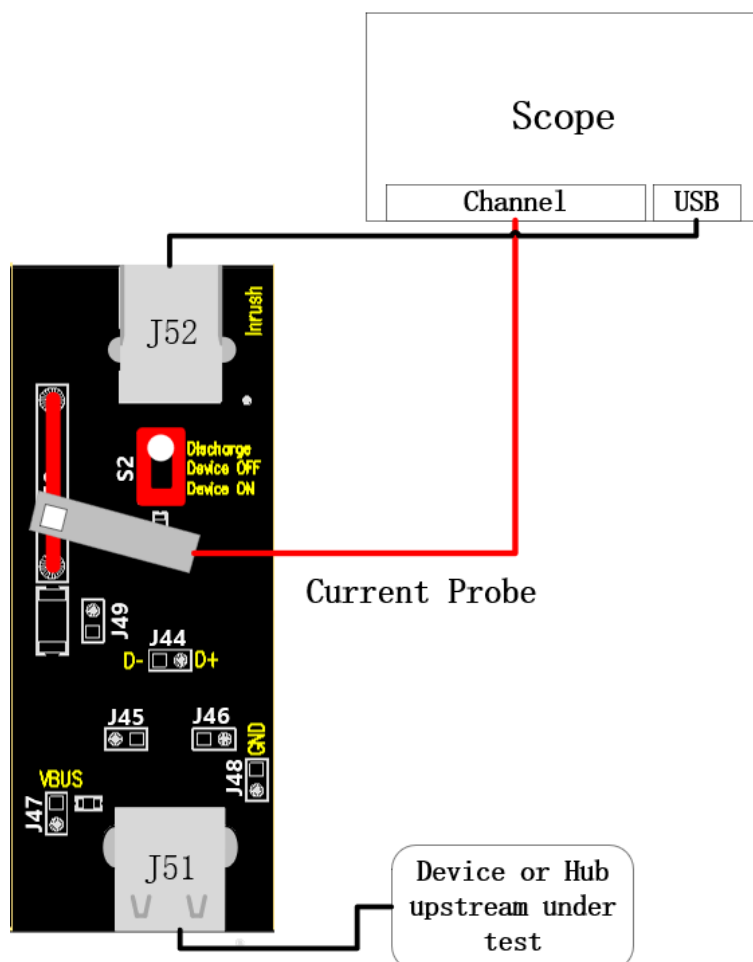 Scope
Channel
USB
J52
Inrush
S2
Discharge
Device OFF
Device ON
Current Probe
J49
J44
D-
D+
J45
J46
GND
J48
VBUS
J47
J51
Device or Hub
upstream under
test